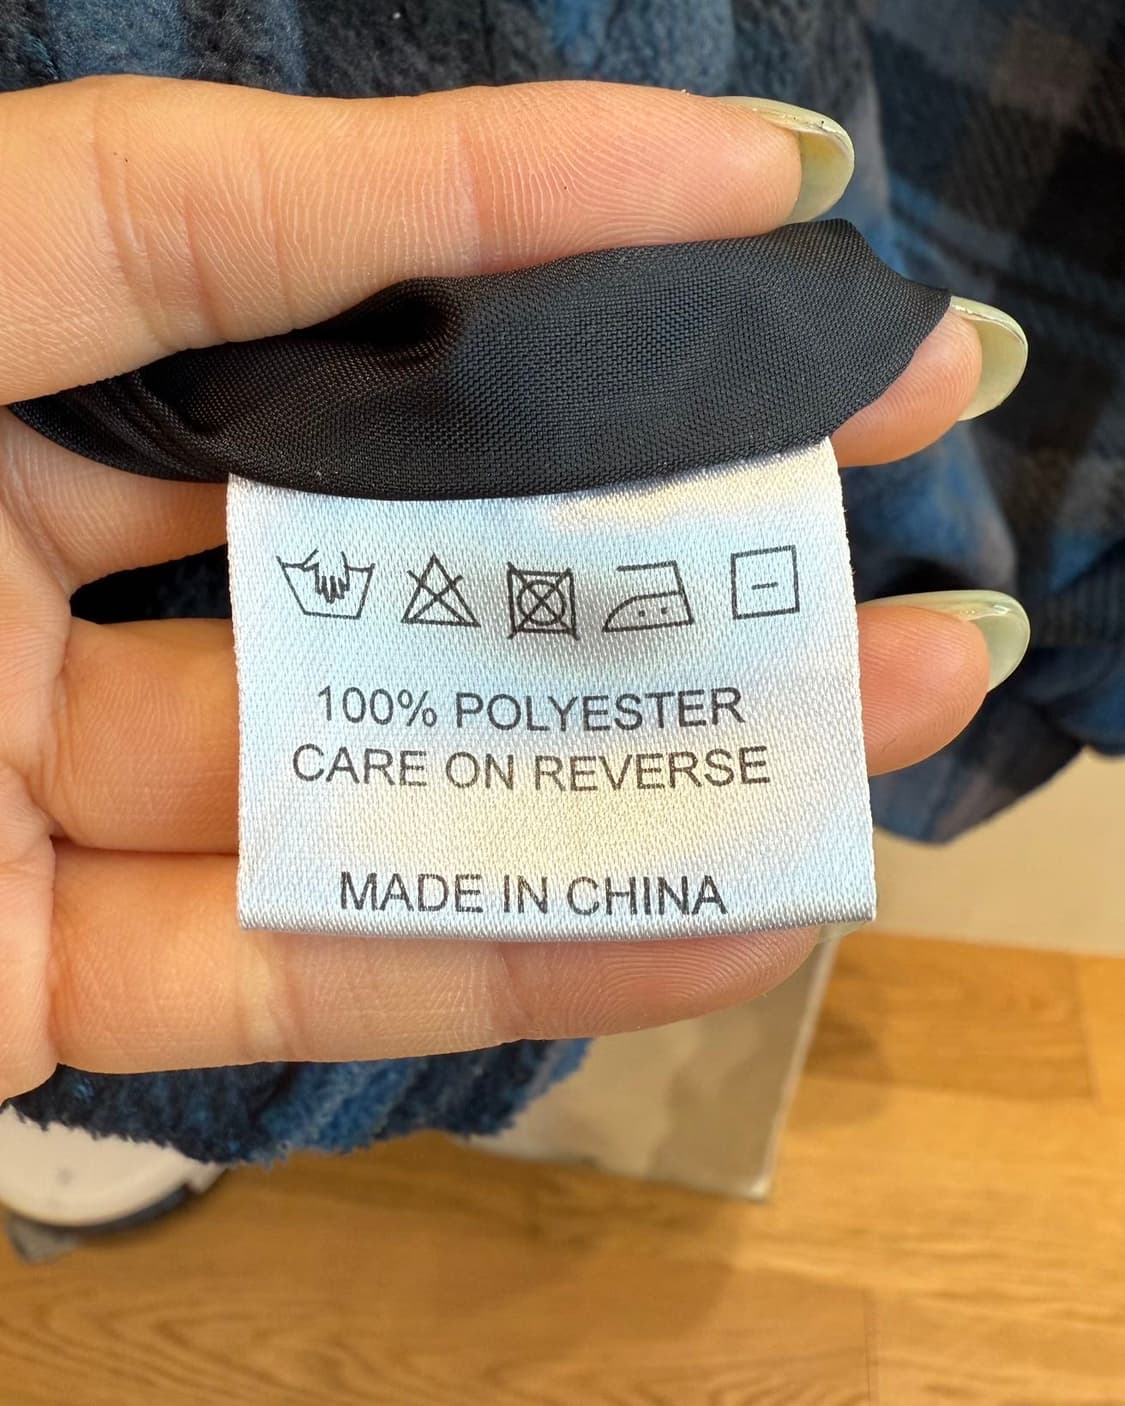 100% POLYESTER
CARE ON REVERSE
MADE IN CHINA